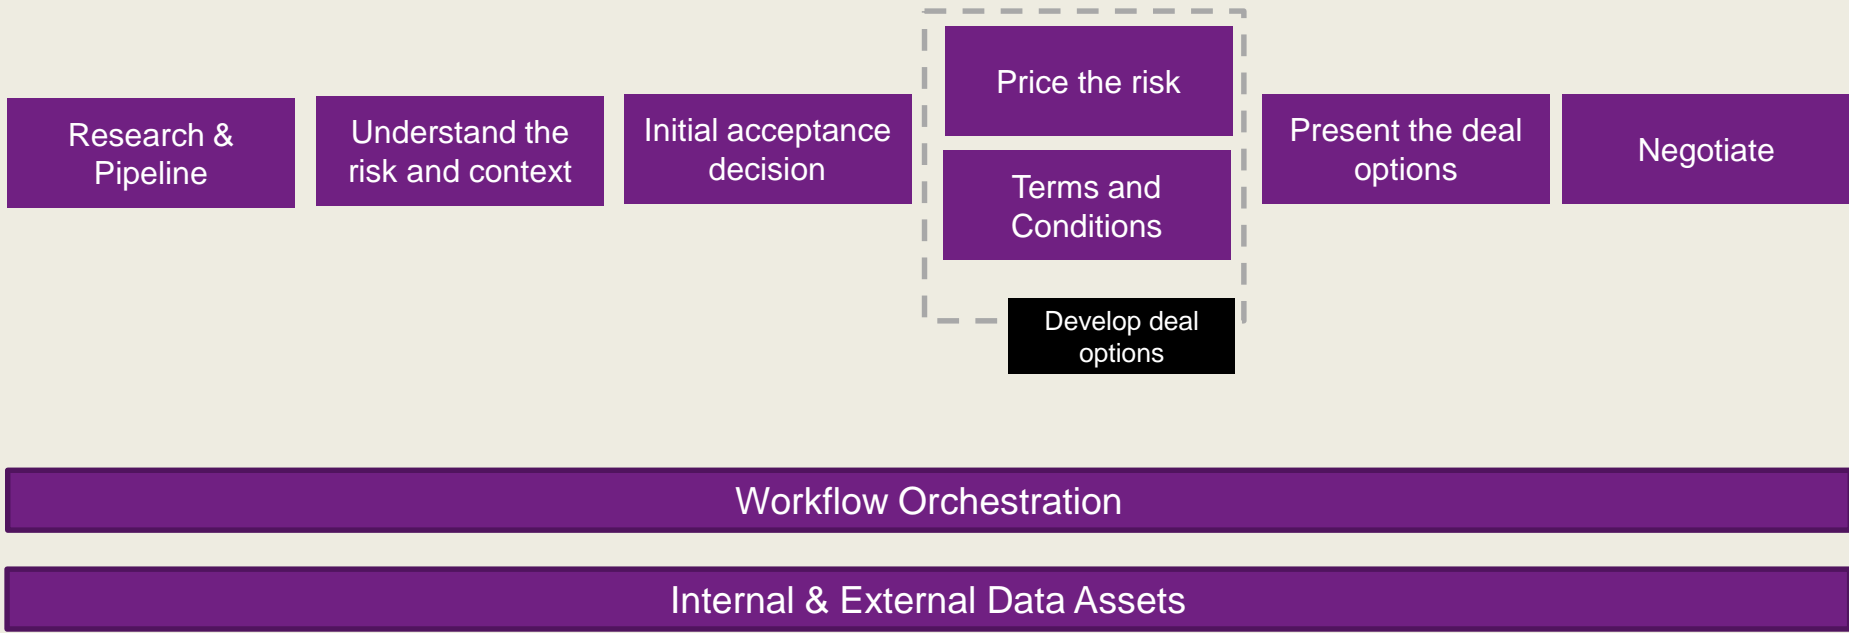 Research &
Pipeline
Understand the
risk and context
Initial acceptance
decision
Price the risk
Terms and
Conditions
Develop deal
options
Present the deal
options
Negotiate
Workflow Orchestration
Internal & External Data Assets